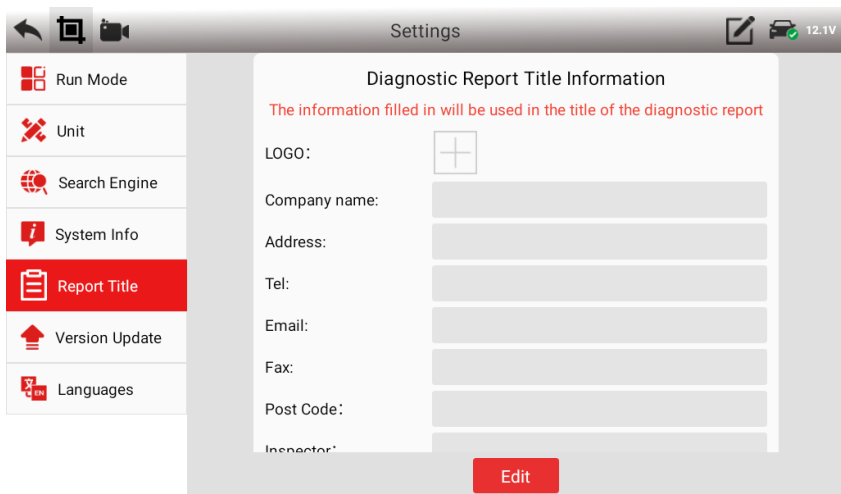 Settings
12.1V
Run Mode
Unit
Search Engine
System Info
Report Title
Version Update
Languages
EN
Diagnostic Report Title Information
The information filled in will be used in the title of the diagnostic report
LOGO：
Company name:
Address:
Tel:
Email:
Fax:
Post Code：
Inspector：
Edit